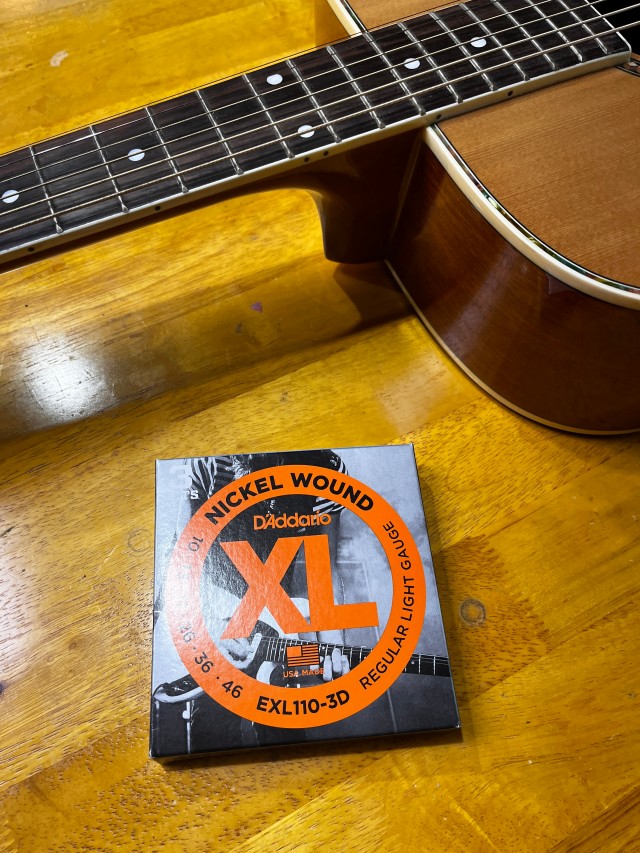 NICKEL WOUND
D'Addario
XL
REGULAR LIGHT GAUGE
10
36 · 46
USA MADE
EXL110-3D